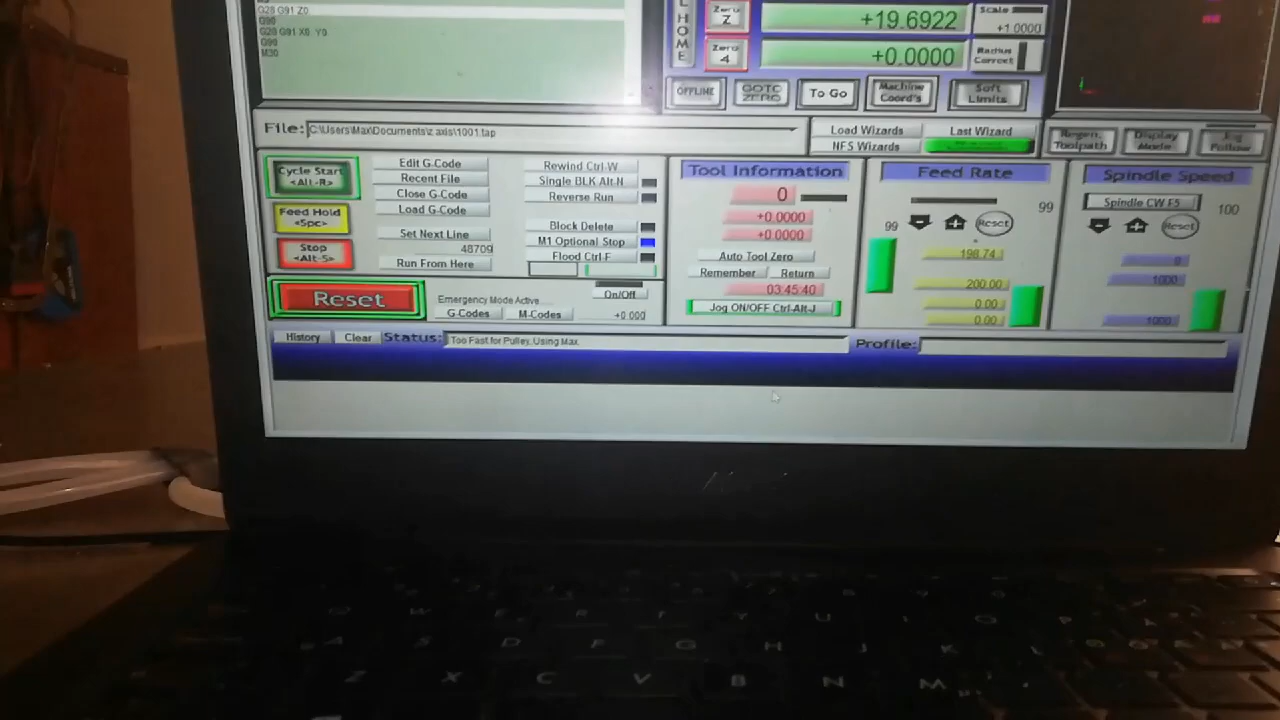 G28 G91 Z0
G90
G28 G91 X0. Y0.
G90
M30
HOME
Zero Z
+19.6922
Scale
+1.0000
Zero 4
+0.0000
Radius Correct
OFFLINE
GOTO ZERO
To Go
Machine Coord's
Soft Limits
File:
C:\Users\Max\Documents\z axis\1001.tap
Load Wizards
Last Wizard
NFS Wizards
Regen. Toolpath
Display Mode
Jog Follow
Cycle Start
<Alt-R>
Feed Hold
<Spc>
Stop
<Alt-S>
Reset
Edit G-Code
Recent File
Close G-Code
Load G-Code
Set Next Line
48709
Run From Here
Rewind Ctrl-W
Single BLK Alt-N
Reverse Run
Block Delete
M1 Optional Stop
Flood Ctrl-F
On/Off
+0.000
Emergency Mode Active...
G-Codes
M-Codes
Tool Information
0
+0.0000
+0.0000
Auto Tool Zero
Remember
Return
03:45:40
Jog ON/OFF Ctrl-Alt-J
Feed Rate
99
99
Reset
198.74
200.00
0.00
0.00
Spindle Speed
Spindle CW F5
100
Reset
0
1000
1000
History
Clear
Status:
Too Fast for Pulley. Using Max.
Profile:
U
A S D F G H J K
Z X C V B N M